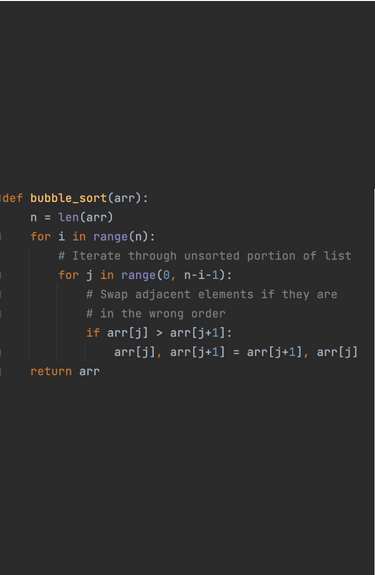 def bubble_sort(arr):
    n = len(arr)
    for i in range(n):
        # Iterate through unsorted portion of list
        for j in range(0, n-i-1):
            # Swap adjacent elements if they are
            # in the wrong order
            if arr[j] > arr[j+1]:
                arr[j], arr[j+1] = arr[j+1], arr[j]
    return arr